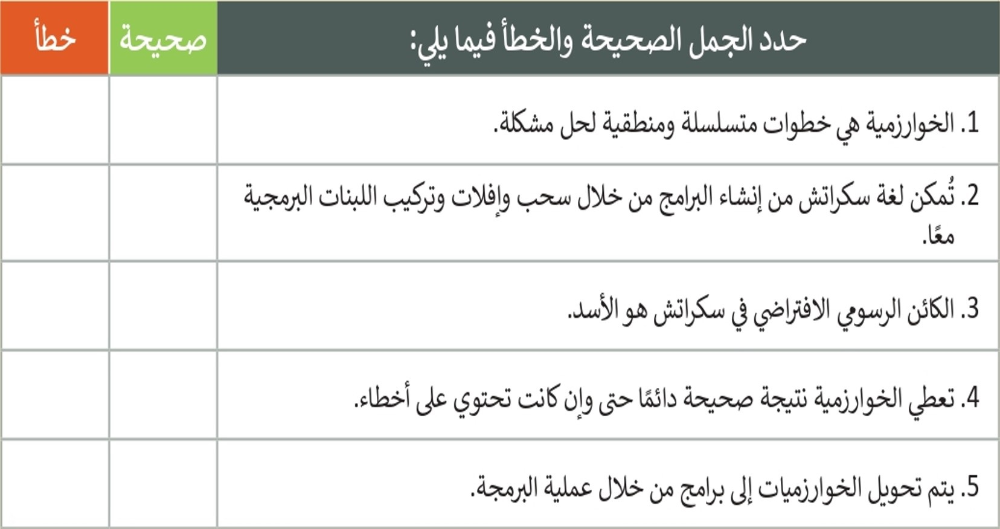 حدد الجمل الصحيحة والخطأ فيما يلي:
صحيحة
خطأ
1. الخوارزمية هي خطوات متسلسلة ومنطقية لحل مشكلة.
2. تُمكن لغة سكراتش من إنشاء البرامج من خلال سحب وإفلات وتركيب اللبنات البرمجية
معًا.
3. الكائن الرسومي الافتراضي في سكراتش هو الأسد.
4. تعطي الخوارزمية نتيجة صحيحة دائمًا حتى وإن كانت تحتوي على أخطاء.
5. يتم تحويل الخوارزميات إلى برامج من خلال عملية البرمجة.